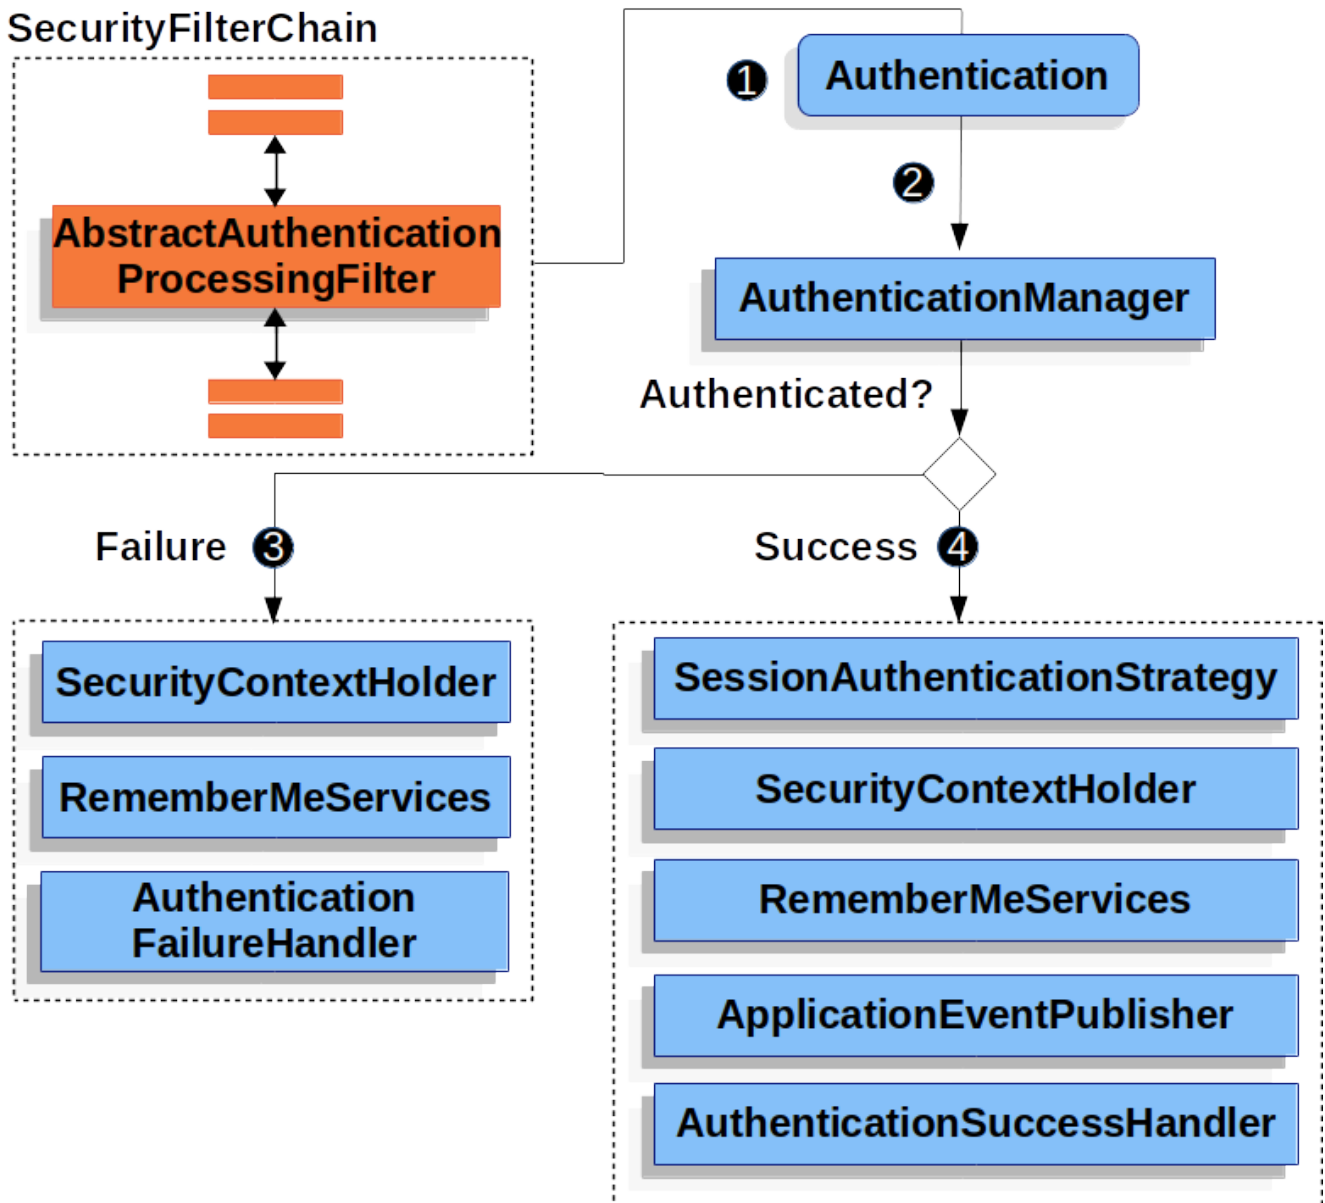 SecurityFilterChain
AbstractAuthentication
ProcessingFilter
1
Authentication
2
AuthenticationManager
Authenticated?
Failure
3
Success
4
SecurityContextHolder
RememberMeServices
Authentication
FailureHandler
SessionAuthenticationStrategy
SecurityContextHolder
RememberMeServices
ApplicationEventPublisher
AuthenticationSuccessHandler